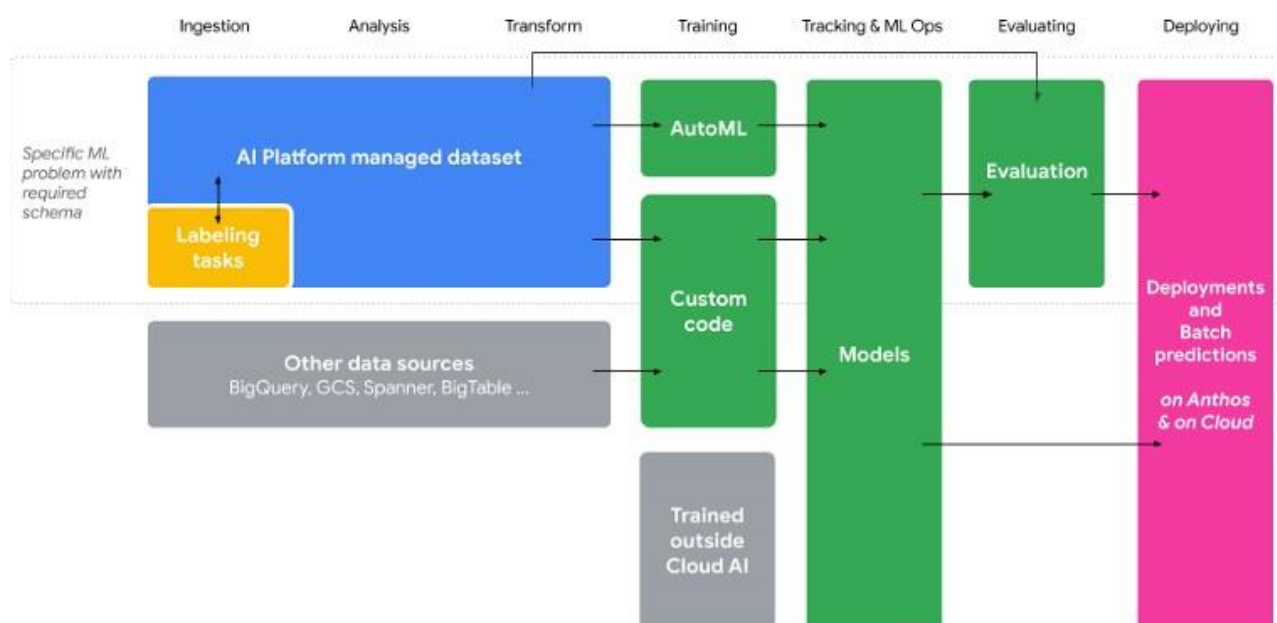 Ingestion
Analysis
Transform
Training
Tracking & ML Ops
Evaluating
Deploying
Specific ML
problem with
required
schema
AI Platform managed dataset
Labeling
tasks
AutoML
Custom
code
Models
Evaluation
Deployments
and
Batch
predictions
on Anthos
& on Cloud
Other data sources
BigQuery, GCS, Spanner, BigTable ...
Trained
outside
Cloud AI